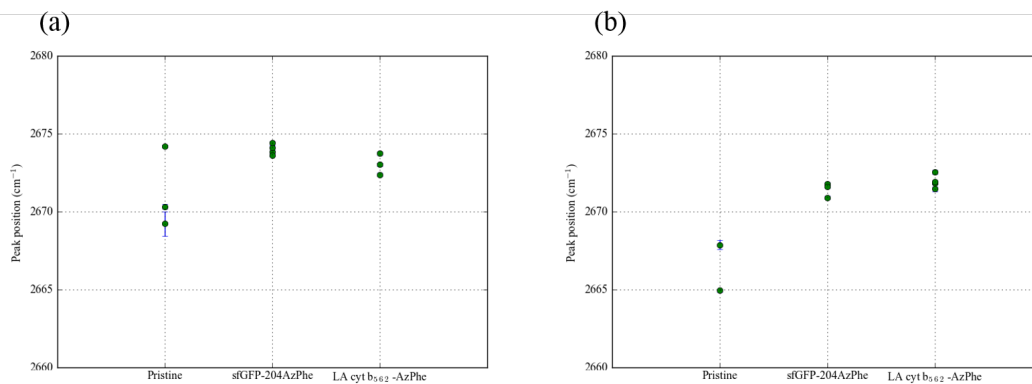 (a)
(b)
2680
2675
2670
2665
2660
Peak position (cm⁻¹)
Pristine
sfGFP-204AzPhe
LA cyt b₅₆₂ -AzPhe
2680
2675
2670
2665
2660
Peak position (cm⁻¹)
Pristine
sfGFP-204AzPhe
LA cyt b₅₆₂ -AzPhe